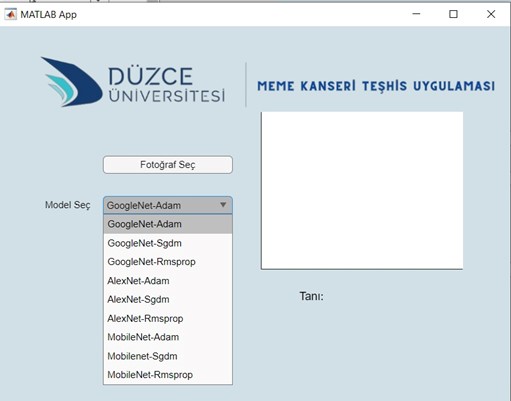 MATLAB App
DÜZCE
ÜNİVERSİTESİ
MEME KANSERİ TEŞHİS UYGULAMASI
Fotoğraf Seç
Model Seç
GoogleNet-Adam
GoogleNet-Adam
GoogleNet-Sgdm
GoogleNet-Rmsprop
AlexNet-Adam
AlexNet-Sgdm
AlexNet-Rmsprop
MobileNet-Adam
Mobilenet-Sgdm
MobileNet-Rmsprop
Tanı: